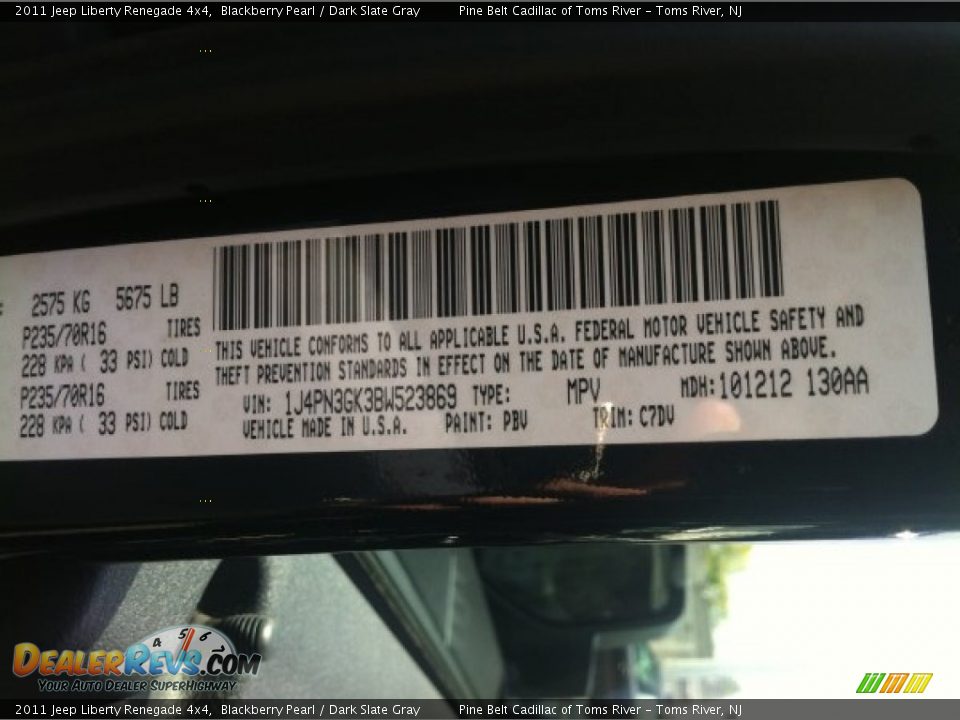 2011 Jeep Liberty Renegade 4x4,  Blackberry Pearl / Dark Slate Gray        Pine Belt Cadillac of Toms River - Toms River, NJ
2575 KG   5675 LB
P235/70R16   TIRES
228 KPA ( 33 PSI) COLD
P235/70R16   TIRES
228 KPA ( 33 PSI) COLD
THIS VEHICLE CONFORMS TO ALL APPLICABLE U.S.A. FEDERAL MOTOR VEHICLE SAFETY AND
THEFT PREVENTION STANDARDS IN EFFECT ON THE DATE OF MANUFACTURE SHOWN ABOVE.
VIN: 1J4PN3GK3BW523869  TYPE:  MPV  MDH:101212 130AA
VEHICLE MADE IN U.S.A.  PAINT: PBV  TRIM: C7DV
4 5 6
DealerRevs.com
Your Auto Dealer SuperHighway
2011 Jeep Liberty Renegade 4x4,  Blackberry Pearl / Dark Slate Gray        Pine Belt Cadillac of Toms River - Toms River, NJ